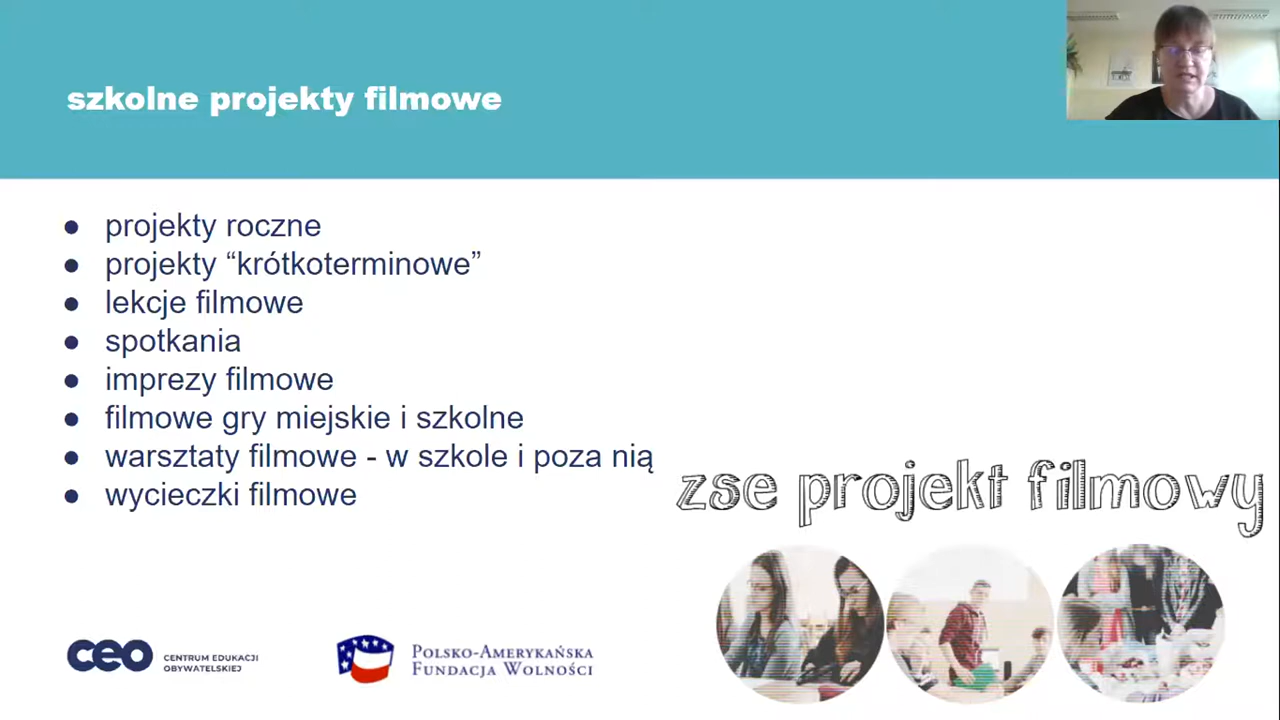 szkolne projekty filmowe
● projekty roczne
● projekty “krótkoterminowe”
● lekcje filmowe
● spotkania
● imprezy filmowe
● filmowe gry miejskie i szkolne
● warsztaty filmowe - w szkole i poza nią
● wycieczki filmowe
zse projekt filmowy
ceo CENTRUM EDUKACJI
OBYWATELSKIEJ
POLSKO-AMERYKAŃSKA
FUNDACJA WOLNOŚCI